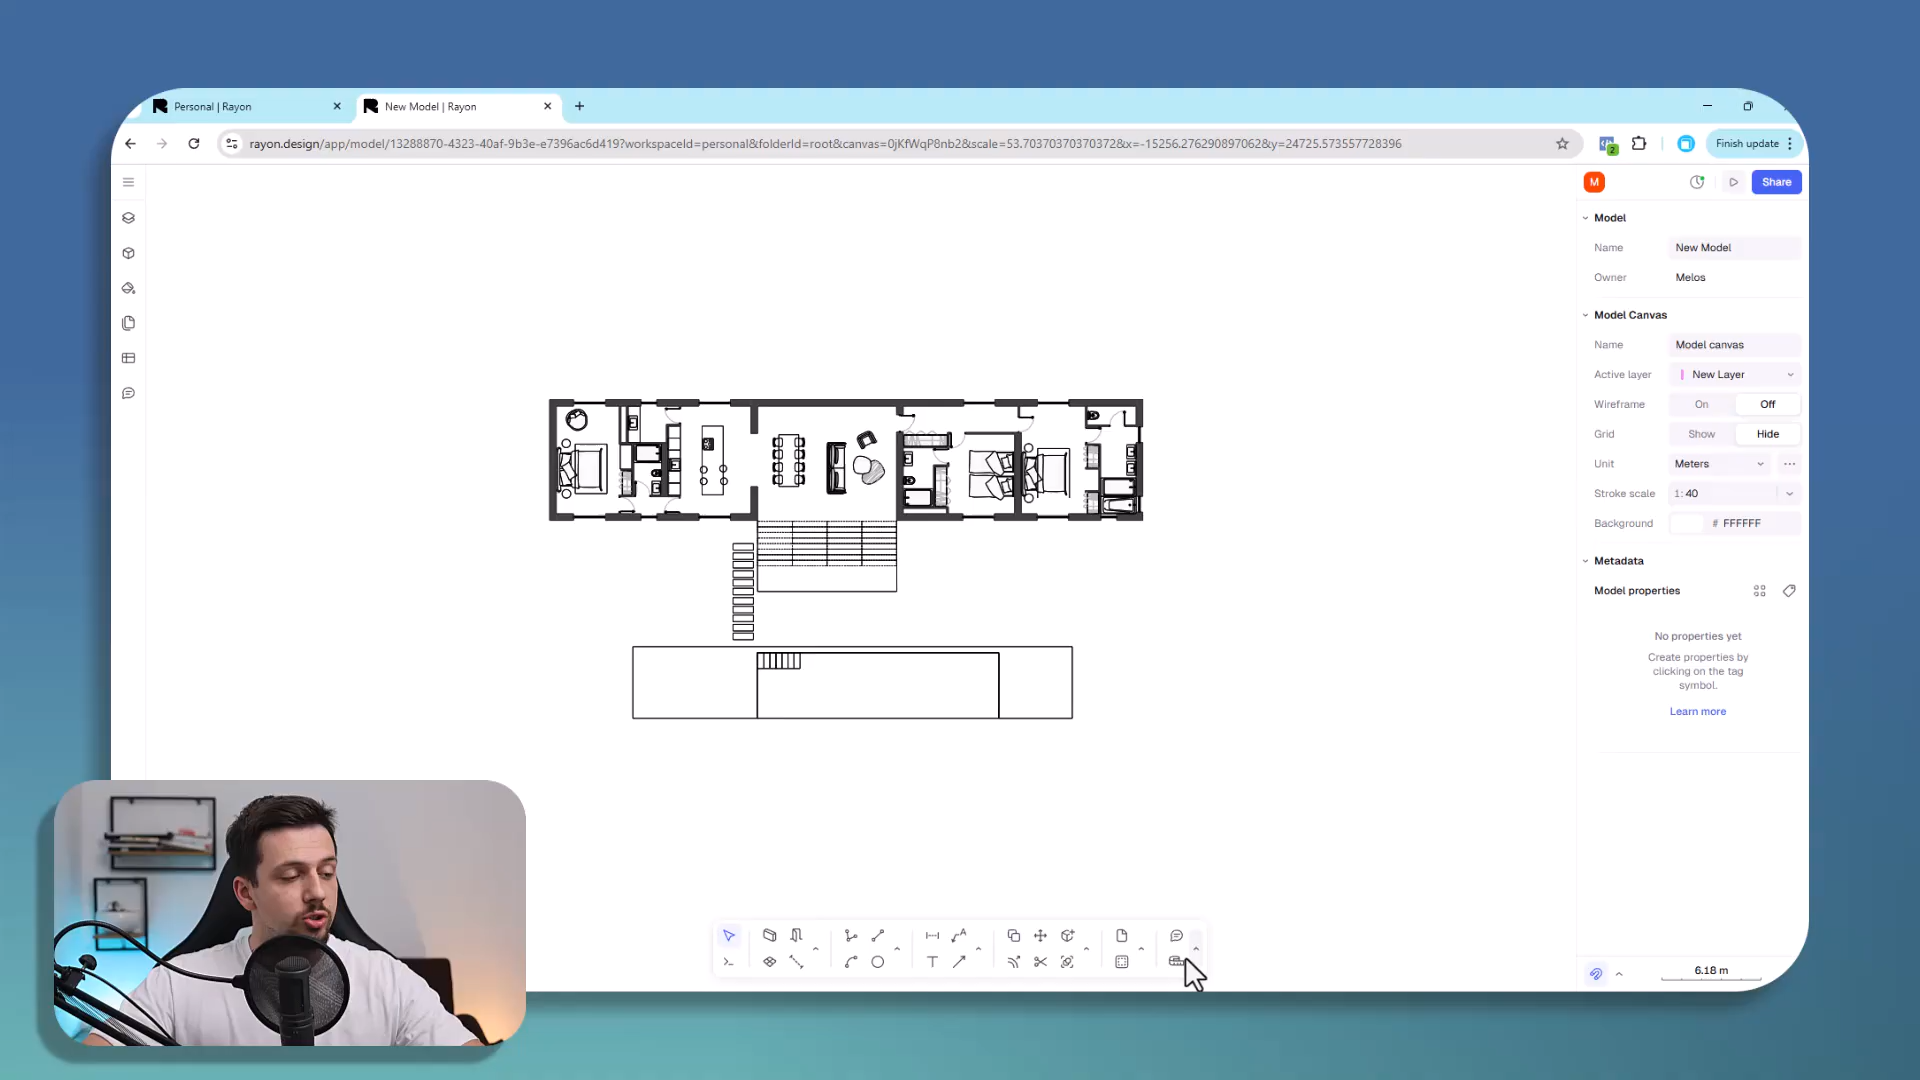 Personal | Rayon
New Model | Rayon
rayon.design/app/model/13288870-4323-40af-9b3e-e7396ac6d419?workspaceId=personal&folderId=root&canvas=0jKfWqP8nb2&scale=53.703703703703702&x=-15256.276290897062&y=24725.573557728396
2
Finish update
M
Share
Model
Name
New Model
Owner
Melos
Model Canvas
Name
Model canvas
Active layer
New Layer
Wireframe
On
Off
Grid
Show
Hide
Unit
Meters
Stroke scale
1: 40
Background
# FFFFFF
Metadata
Model properties
No properties yet
Create properties by
clicking on the tag
symbol.
Learn more
6.18 m